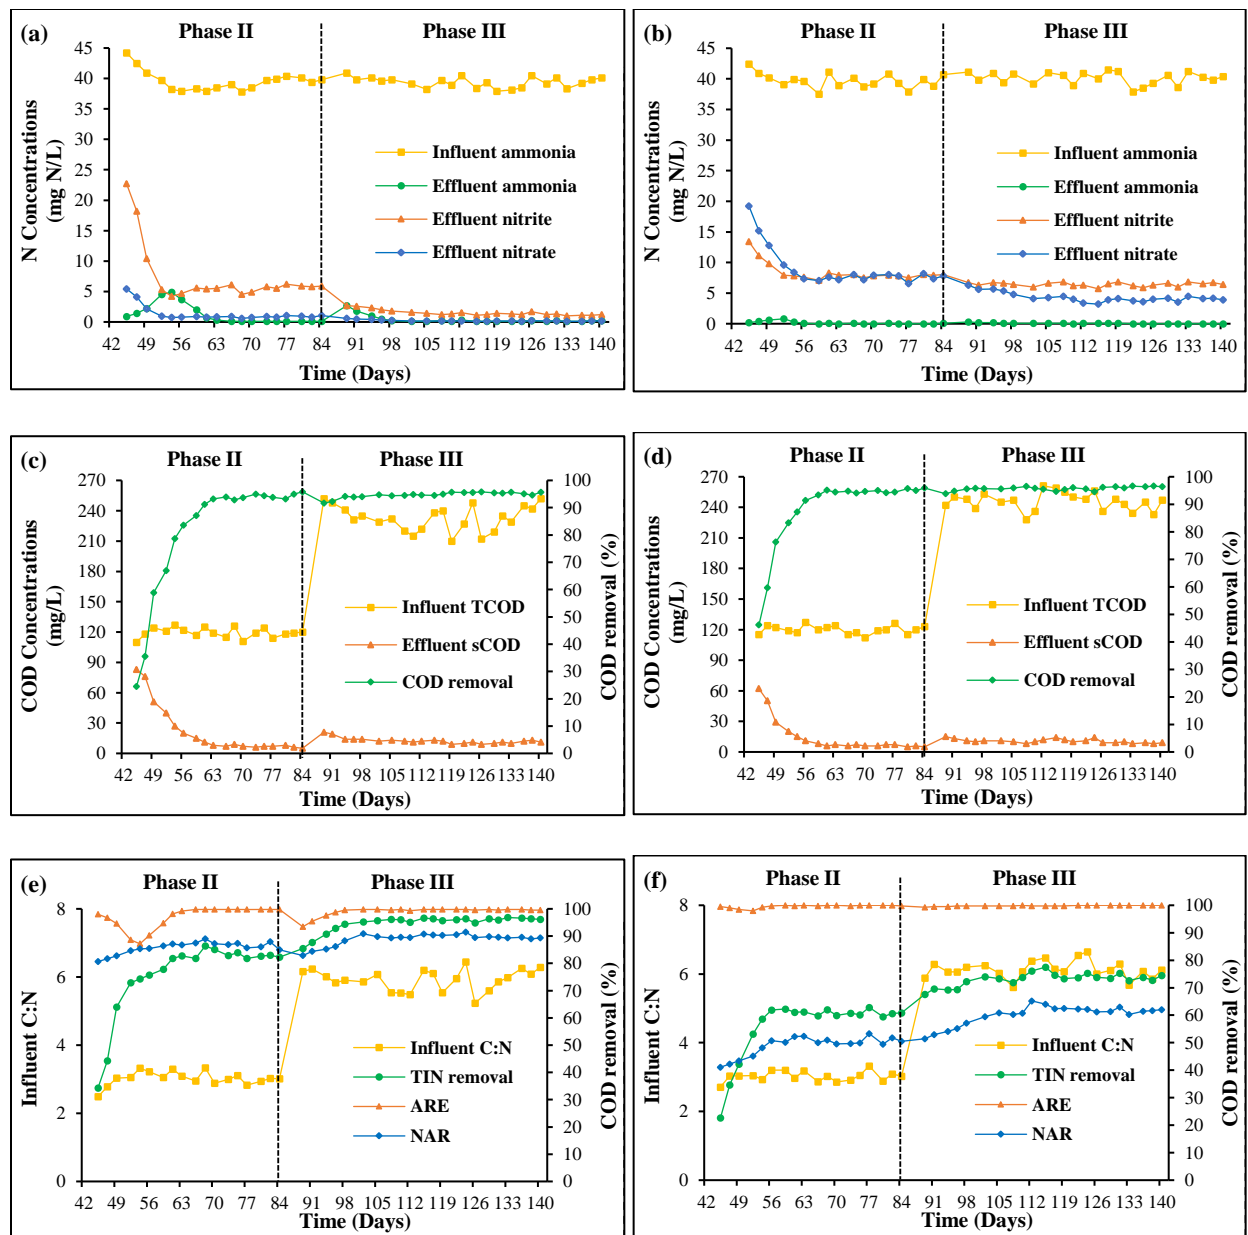 (a)
Phase II
Phase III
45
40
35
30
25
20
15
10
5
0
N Concentrations
(mg N/L)
Influent ammonia
Effluent ammonia
Effluent nitrite
Effluent nitrate
42 49 56 63 70 77 84 91 98 105 112 119 126 133 140
Time (Days)
(b)
Phase II
Phase III
45
40
35
30
25
20
15
10
5
0
N Concentrations
(mg N/L)
Influent ammonia
Effluent ammonia
Effluent nitrite
Effluent nitrate
42 49 56 63 70 77 84 91 98 105 112 119 126 133 140
Time (Days)
(c)
Phase II
Phase III
270
240
210
180
150
120
90
60
30
0
COD Concentrations
(mg/L)
Influent TCOD
Effluent sCOD
COD removal
100
90
80
70
60
50
40
30
20
10
0
COD removal (%)
42 49 56 63 70 77 84 91 98 105 112 119 126 133 140
Time (Days)
(d)
Phase II
Phase III
270
240
210
180
150
120
90
60
30
0
COD Concentrations
(mg/L)
Influent TCOD
Effluent sCOD
COD removal
100
90
80
70
60
50
40
30
20
10
0
COD removal (%)
42 49 56 63 70 77 84 91 98 105 112 119 126 133 140
Time (Days)
(e)
Phase II
Phase III
8
6
4
2
0
Influent C:N
Influent C:N
TIN removal
ARE
NAR
100
90
80
70
60
50
40
30
20
10
0
COD removal (%)
42 49 56 63 70 77 84 91 98 105 112 119 126 133 140
Time (Days)
(f)
Phase II
Phase III
8
6
4
2
0
Influent C:N
Influent C:N
TIN removal
ARE
NAR
100
90
80
70
60
50
40
30
20
10
0
COD removal (%)
42 49 56 63 70 77 84 91 98 105 112 119 126 133 140
Time (Days)